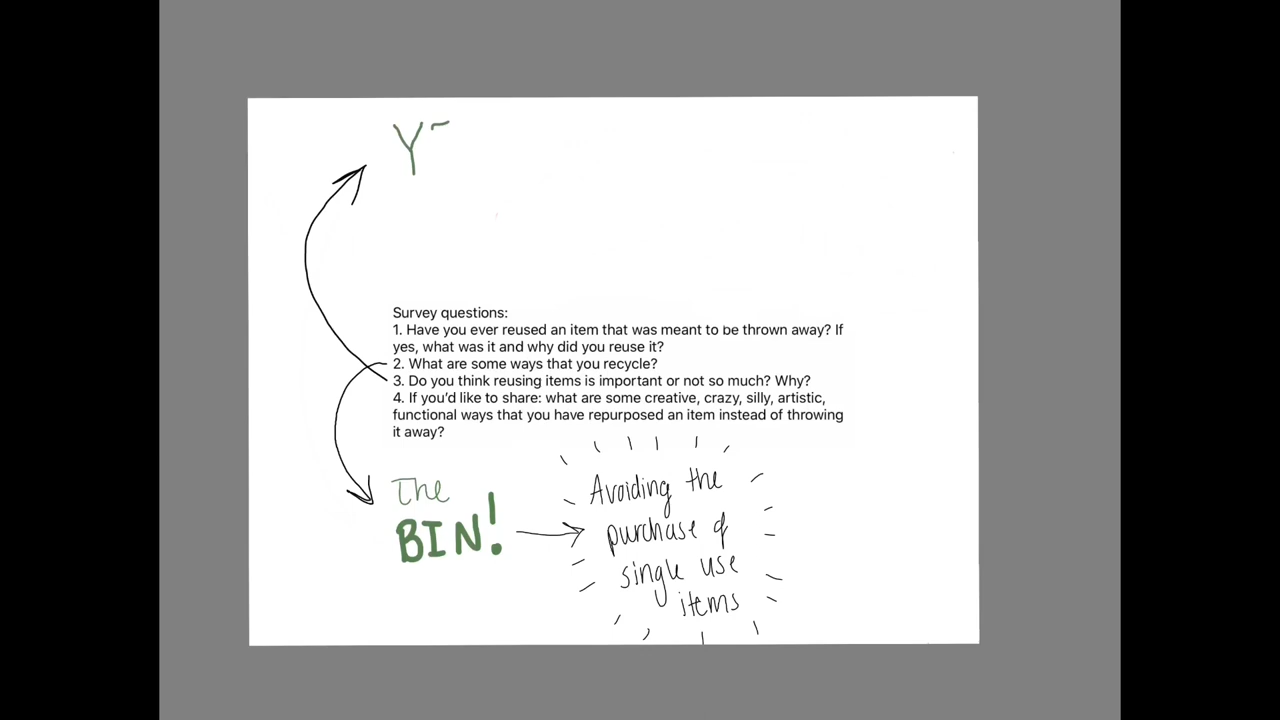 Y
Survey questions:
1. Have you ever reused an item that was meant to be thrown away? If
yes, what was it and why did you reuse it?
2. What are some ways that you recycle?
3. Do you think reusing items is important or not so much? Why?
4. If you’d like to share: what are some creative, crazy, silly, artistic,
functional ways that you have repurposed an item instead of throwing
it away?
The
BIN!
Avoiding the
purchase of
single use
items